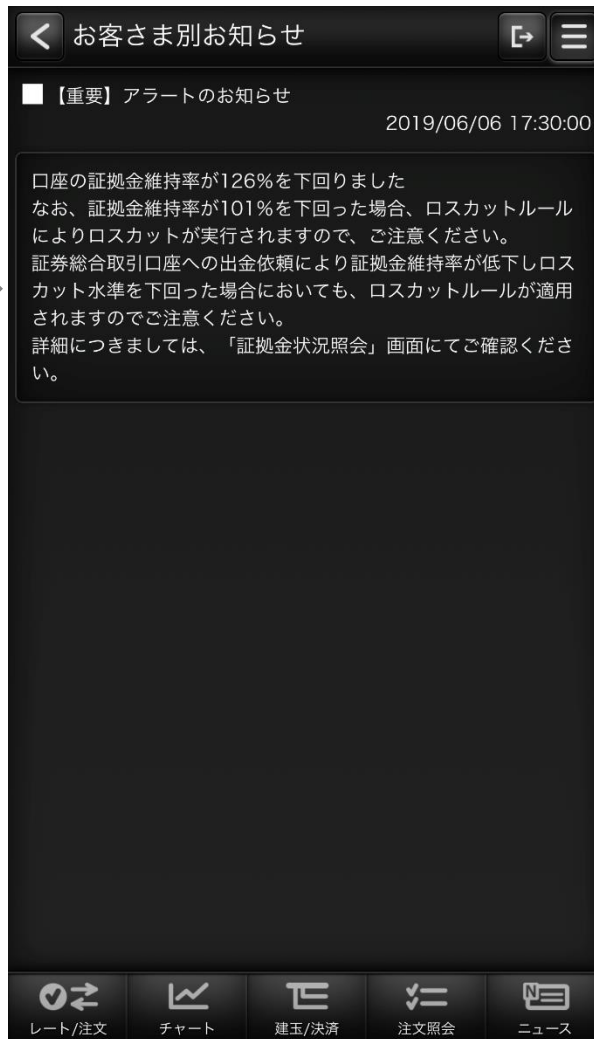 お客さま別お知らせ
【重要】アラートのお知らせ
2019/06/06 17:30:00
口座の証拠金維持率が126%を下回りました
なお、証拠金維持率が101%を下回った場合、ロスカットルール
によりロスカットが実行されますので、ご注意ください。
証券総合取引口座への出金依頼により証拠金維持率が低下しロス
カット水準を下回った場合においても、ロスカットルールが適用
されますのでご注意ください。
詳細につきましては、「証拠金状況照会」画面にてご確認くださ
い。
N
レート/注文 チャート 建玉/決済 注文照会 ニュース